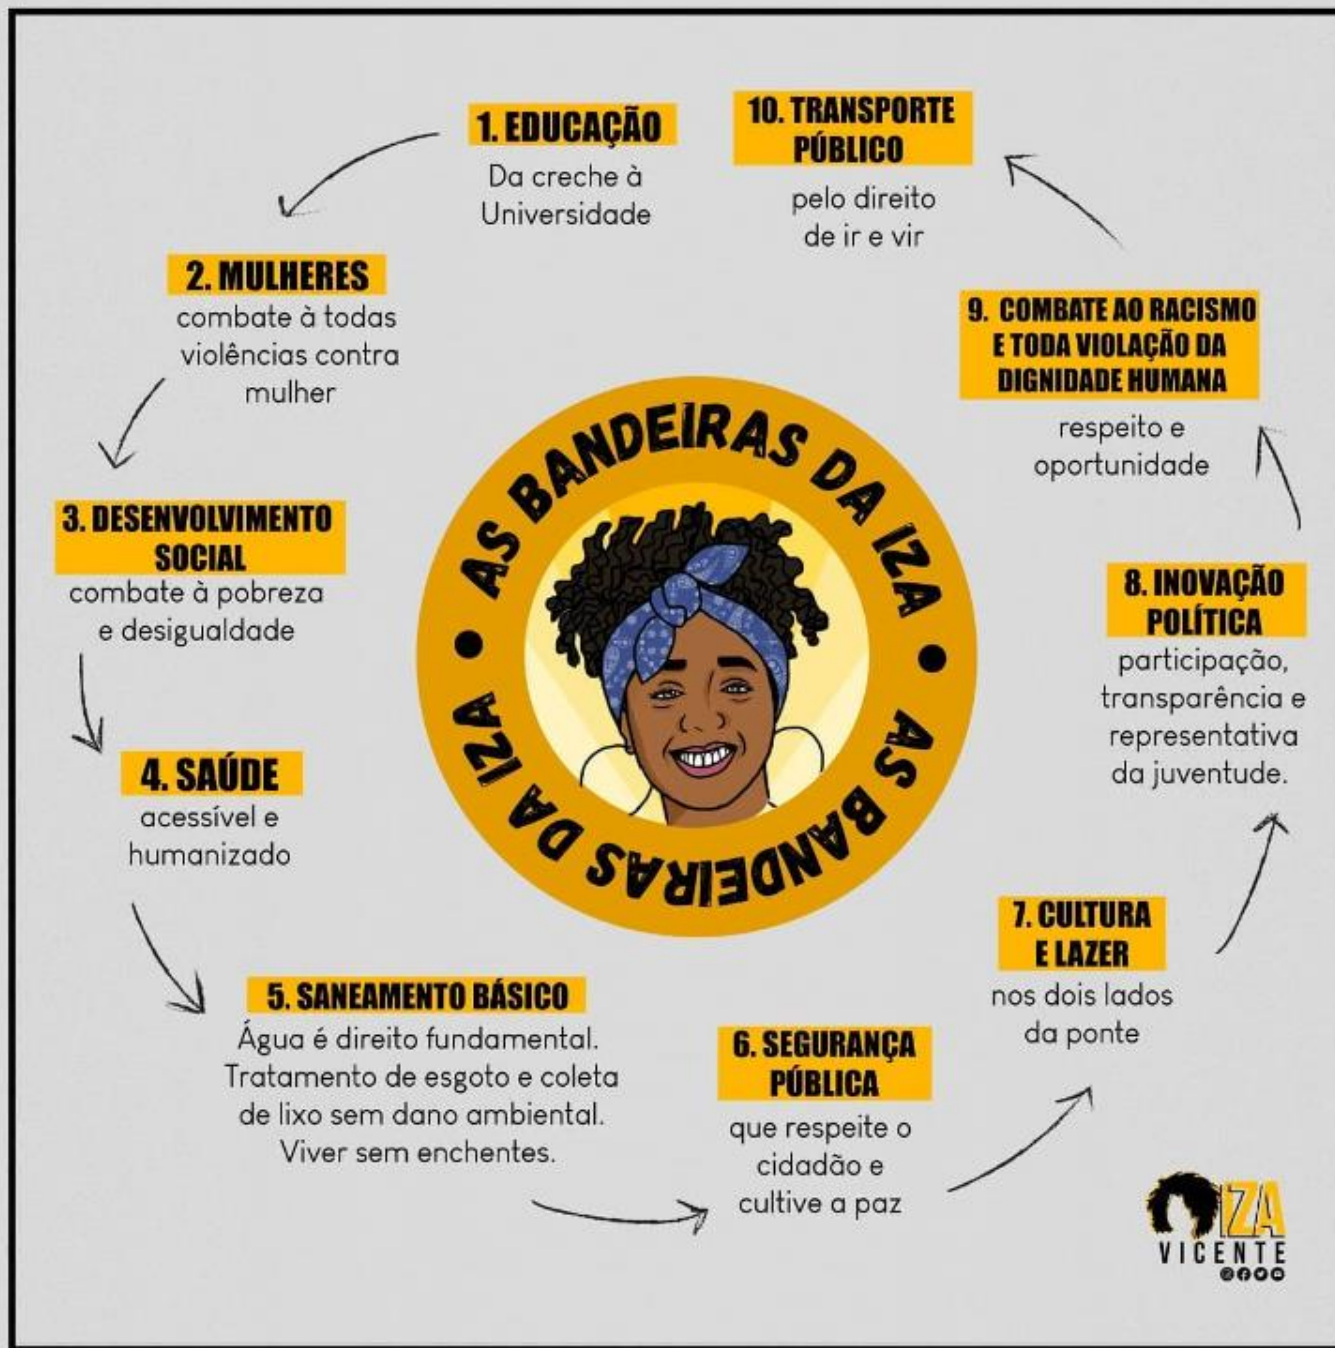 1. EDUCAÇÃO
Da creche à
Universidade
2. MULHERES
combate à todas
violências contra
mulher
3. DESENVOLVIMENTO
SOCIAL
combate à pobreza
e desigualdade
4. SAÚDE
acessível e
humanizado
5. SANEAMENTO BÁSICO
Água é direito fundamental.
Tratamento de esgoto e coleta
de lixo sem dano ambiental.
Viver sem enchentes.
6. SEGURANÇA
PÚBLICA
que respeite o
cidadão e
cultive a paz
7. CULTURA
E LAZER
nos dois lados
da ponte
8. INOVAÇÃO
POLÍTICA
participação,
transparência e
representativa
da juventude.
9. COMBATE AO RACISMO
E TODA VIOLAÇÃO DA
DIGNIDADE HUMANA
respeito e
oportunidade
10. TRANSPORTE
PÚBLICO
pelo direito
de ir e vir
AS BANDEIRAS DA IZA
AS BANDEIRAS DA IZA
IZA
VICENTE